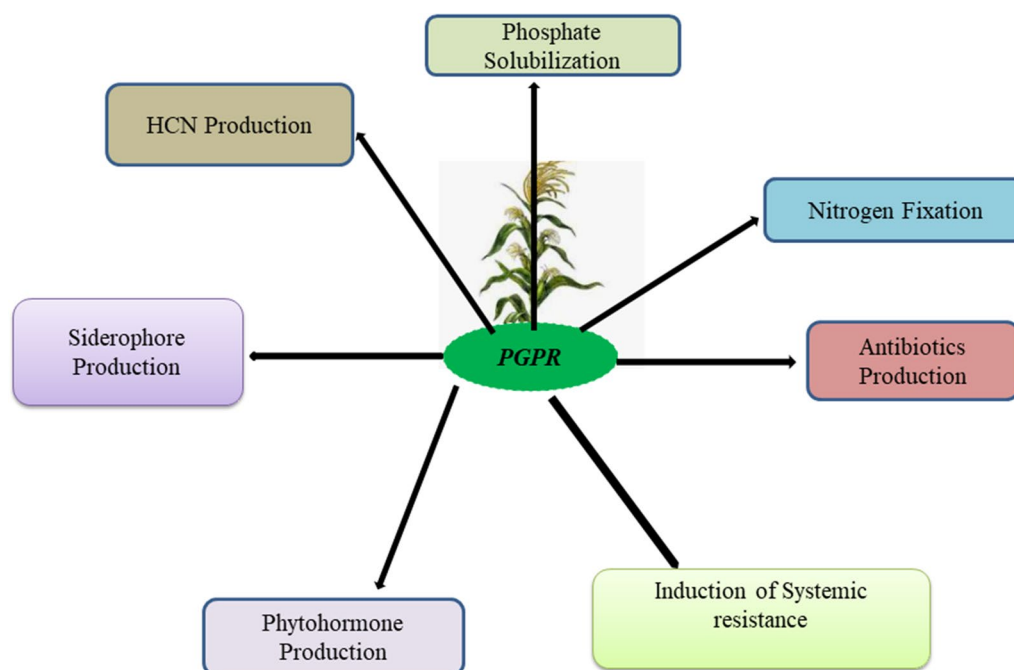 Phosphate
Solubilization
HCN Production
Nitrogen Fixation
Siderophore
Production
PGPR
Antibiotics
Production
Phytohormone
Production
Induction of Systemic
resistance